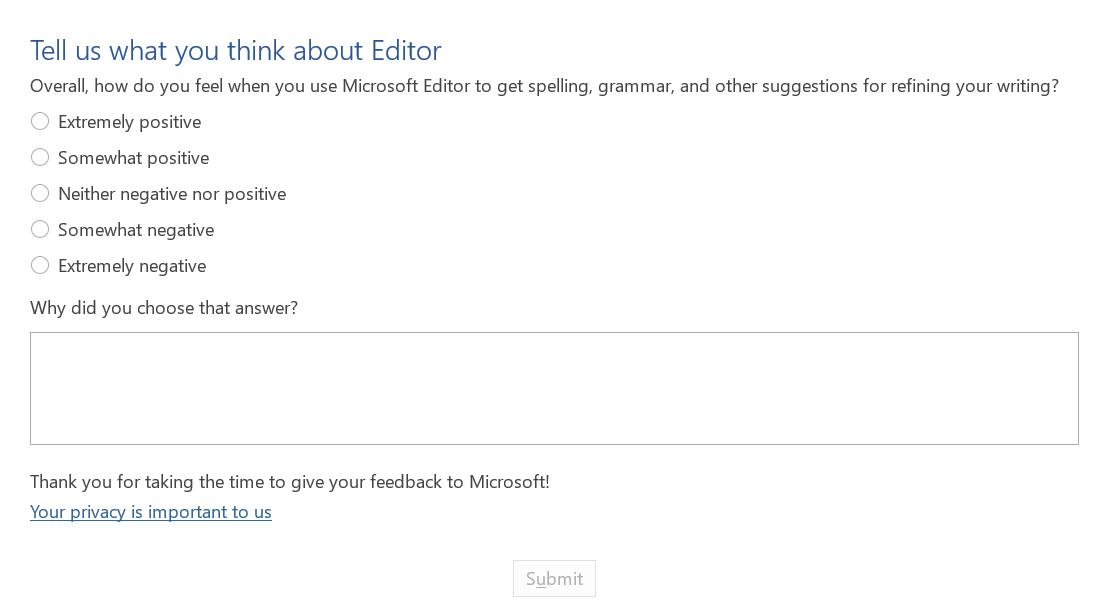 Tell us what you think about Editor
Overall, how do you feel when you use Microsoft Editor to get spelling, grammar, and other suggestions for refining your writing?
Extremely positive
Somewhat positive
Neither negative nor positive
Somewhat negative
Extremely negative
Why did you choose that answer?
Thank you for taking the time to give your feedback to Microsoft!
Your privacy is important to us
Submit